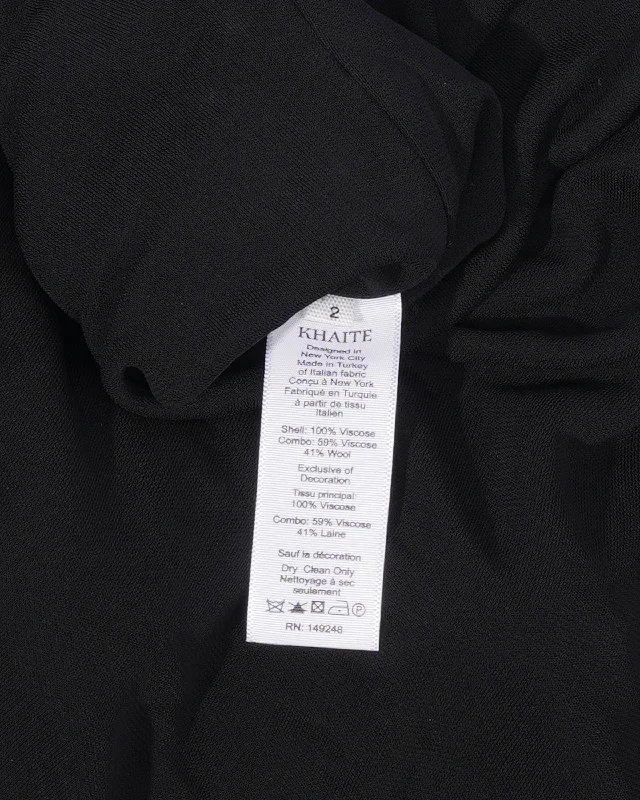 2
KHAITE
Designed in
New York City
Made in Turkey
of Italian fabric
Conçu à New York
Fabriqué en Turquie
à partir de tissu
Italien
Shell: 100% Viscose
Combo: 59% Viscose
41% Wool
Exclusive of
Decoration
Tissu principal:
100% Viscose
Combo: 59% Viscose
41% Laine
Sauf la décoration
Dry Clean Only
Nettoyage à sec
seulement
P
RN: 149248